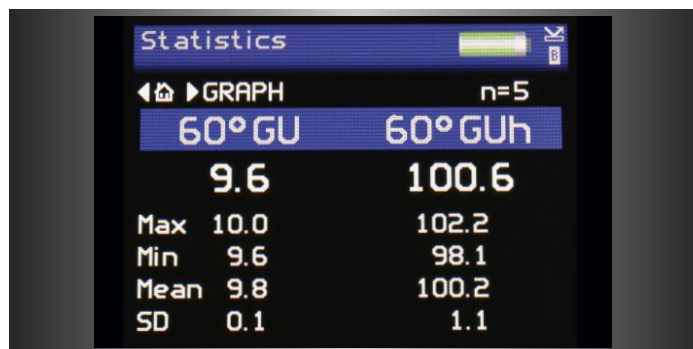 Statistics
B
GRAPH n=5
60°GU 60°GUh
9.6 100.6
Max 10.0 102.2
Min 9.6 98.1
Mean 9.8 100.2
SD 0.1 1.1